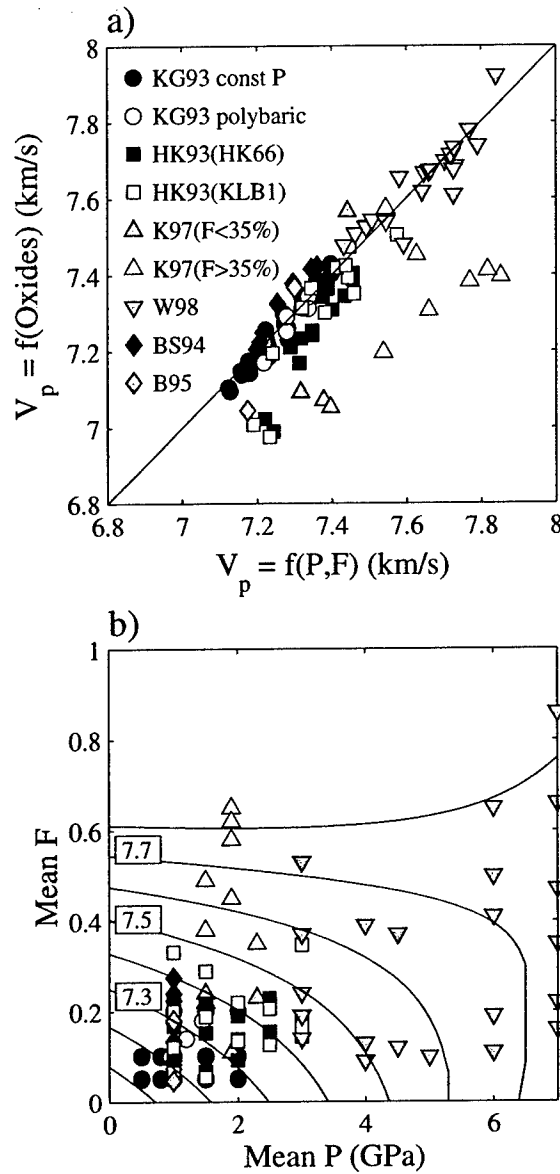 a)
8
7.8
7.6
7.4
7.2
7
6.8
V_p = f(Oxides) (km/s)
KG93 const P
KG93 polybaric
HK93(HK66)
HK93(KLB1)
K97(F<35%)
K97(F>35%)
W98
BS94
B95
6.8 7 7.2 7.4 7.6 7.8 8
V_p = f(P,F) (km/s)
b)
1
0.8
0.6
0.4
0.2
0
Mean F
7.7
7.5
7.3
0 2 4 6
Mean P (GPa)